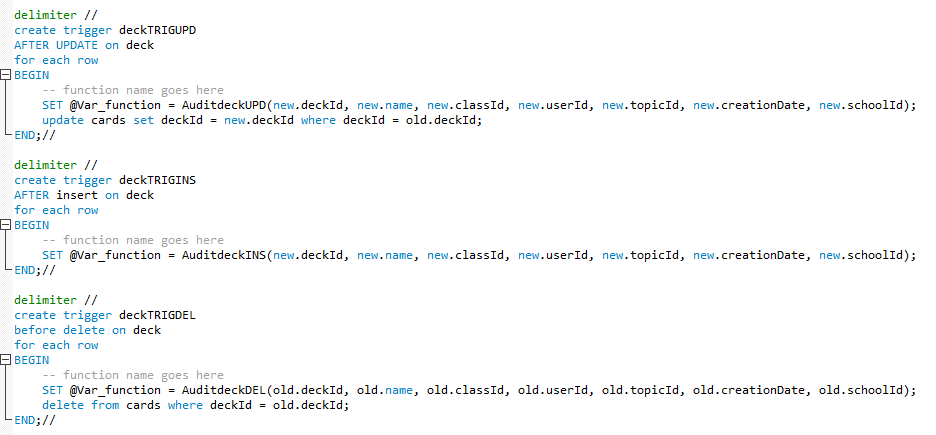 delimiter //
create trigger deckTRIGUPD
AFTER UPDATE on deck
for each row
BEGIN
    -- function name goes here
    SET @Var_function = AuditdeckUPD(new.deckId, new.name, new.classId, new.userId, new.topicId, new.creationDate, new.schoolId);
    update cards set deckId = new.deckId where deckId = old.deckId;
END;//
delimiter //
create trigger deckTRIGINS
AFTER insert on deck
for each row
BEGIN
    -- function name goes here
    SET @Var_function = AuditdeckINS(new.deckId, new.name, new.classId, new.userId, new.topicId, new.creationDate, new.schoolId);
END;//
delimiter //
create trigger deckTRIGDEL
before delete on deck
for each row
BEGIN
    -- function name goes here
    SET @Var_function = AuditdeckDEL(old.deckId, old.name, old.classId, old.userId, old.topicId, old.creationDate, old.schoolId);
    delete from cards where deckId = old.deckId;
END;//